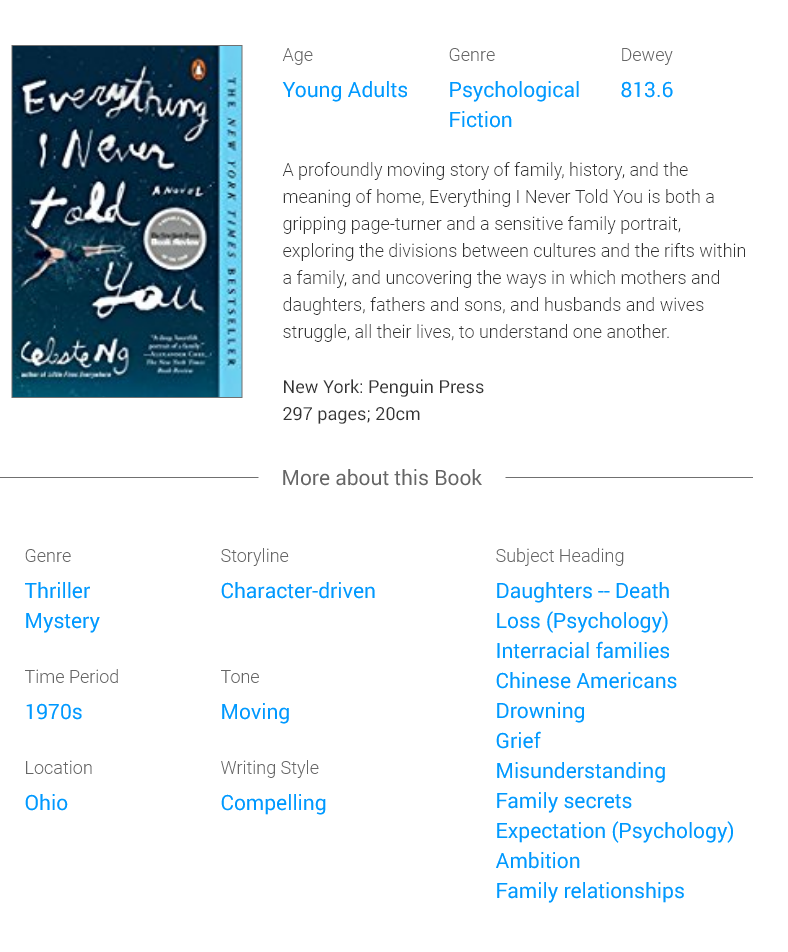 Everything
I Never
told
A NOVEL
You
Celeste Ng
author of Little Fires Everywhere
"A deep, heartfelt
portrait of a family."
—ALEXANDER CHEE,
The New York Times
Book Review
The New York Times
Book Review
THE NEW YORK TIMES BESTSELLER
Age
Young Adults
Genre
Psychological
Fiction
Dewey
813.6
A profoundly moving story of family, history, and the
meaning of home, Everything I Never Told You is both a
gripping page-turner and a sensitive family portrait,
exploring the divisions between cultures and the rifts within
a family, and uncovering the ways in which mothers and
daughters, fathers and sons, and husbands and wives
struggle, all their lives, to understand one another.
New York: Penguin Press
297 pages; 20cm
More about this Book
Genre
Thriller
Mystery
Time Period
1970s
Location
Ohio
Storyline
Character-driven
Tone
Moving
Writing Style
Compelling
Subject Heading
Daughters -- Death
Loss (Psychology)
Interracial families
Chinese Americans
Drowning
Grief
Misunderstanding
Family secrets
Expectation (Psychology)
Ambition
Family relationships